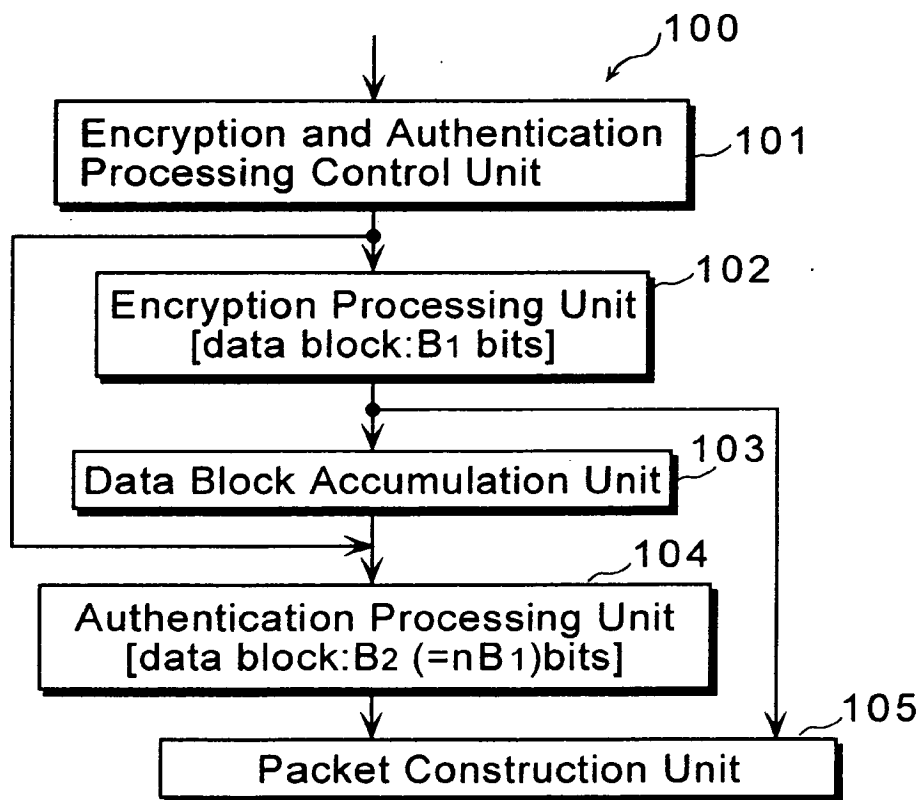 100
Encryption and Authentication
Processing Control Unit
101
102
Encryption Processing Unit
[data block:B1 bits]
103
Data Block Accumulation Unit
104
Authentication Processing Unit
[data block:B2 (=nB1)bits]
105
Packet Construction Unit